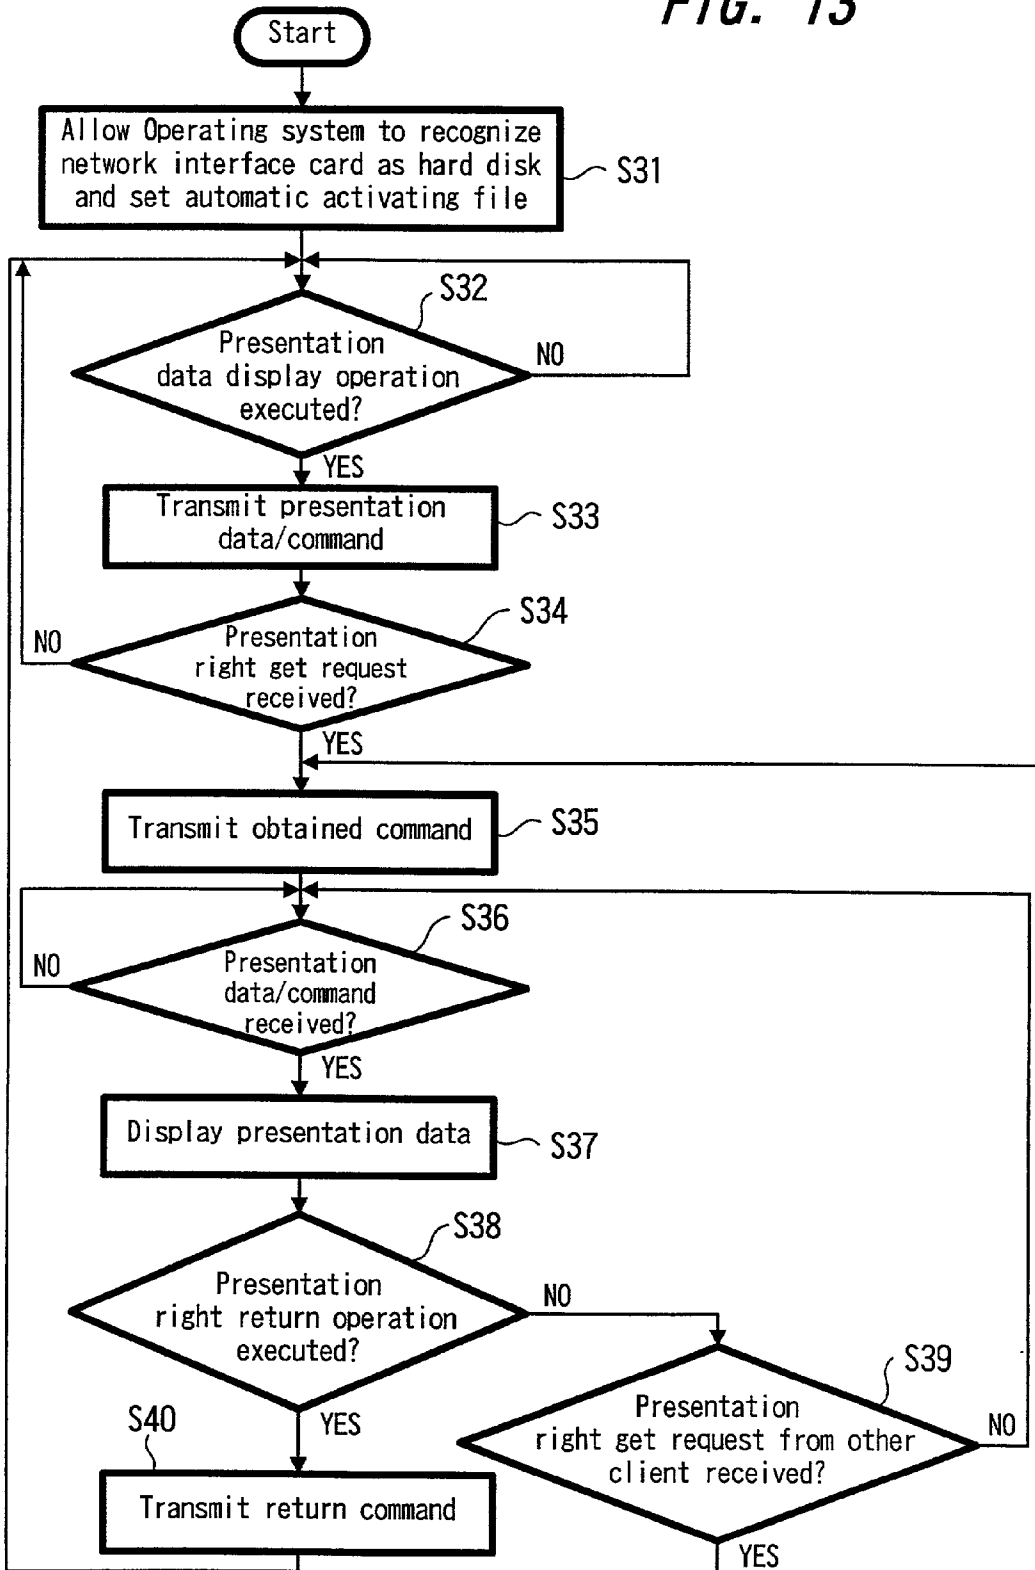 FIG. 13
Start
Allow Operating system to recognize
network interface card as hard disk
and set automatic activating file
S31
S32
Presentation
data display operation
executed?
NO
YES
Transmit presentation
data/command
S33
S34
Presentation
right get request
received?
NO
YES
Transmit obtained command
S35
S36
Presentation
data/command
received?
NO
YES
Display presentation data
S37
S38
Presentation
right return operation
executed?
NO
YES
S39
Presentation
right get request from other
client received?
NO
YES
S40
Transmit return command